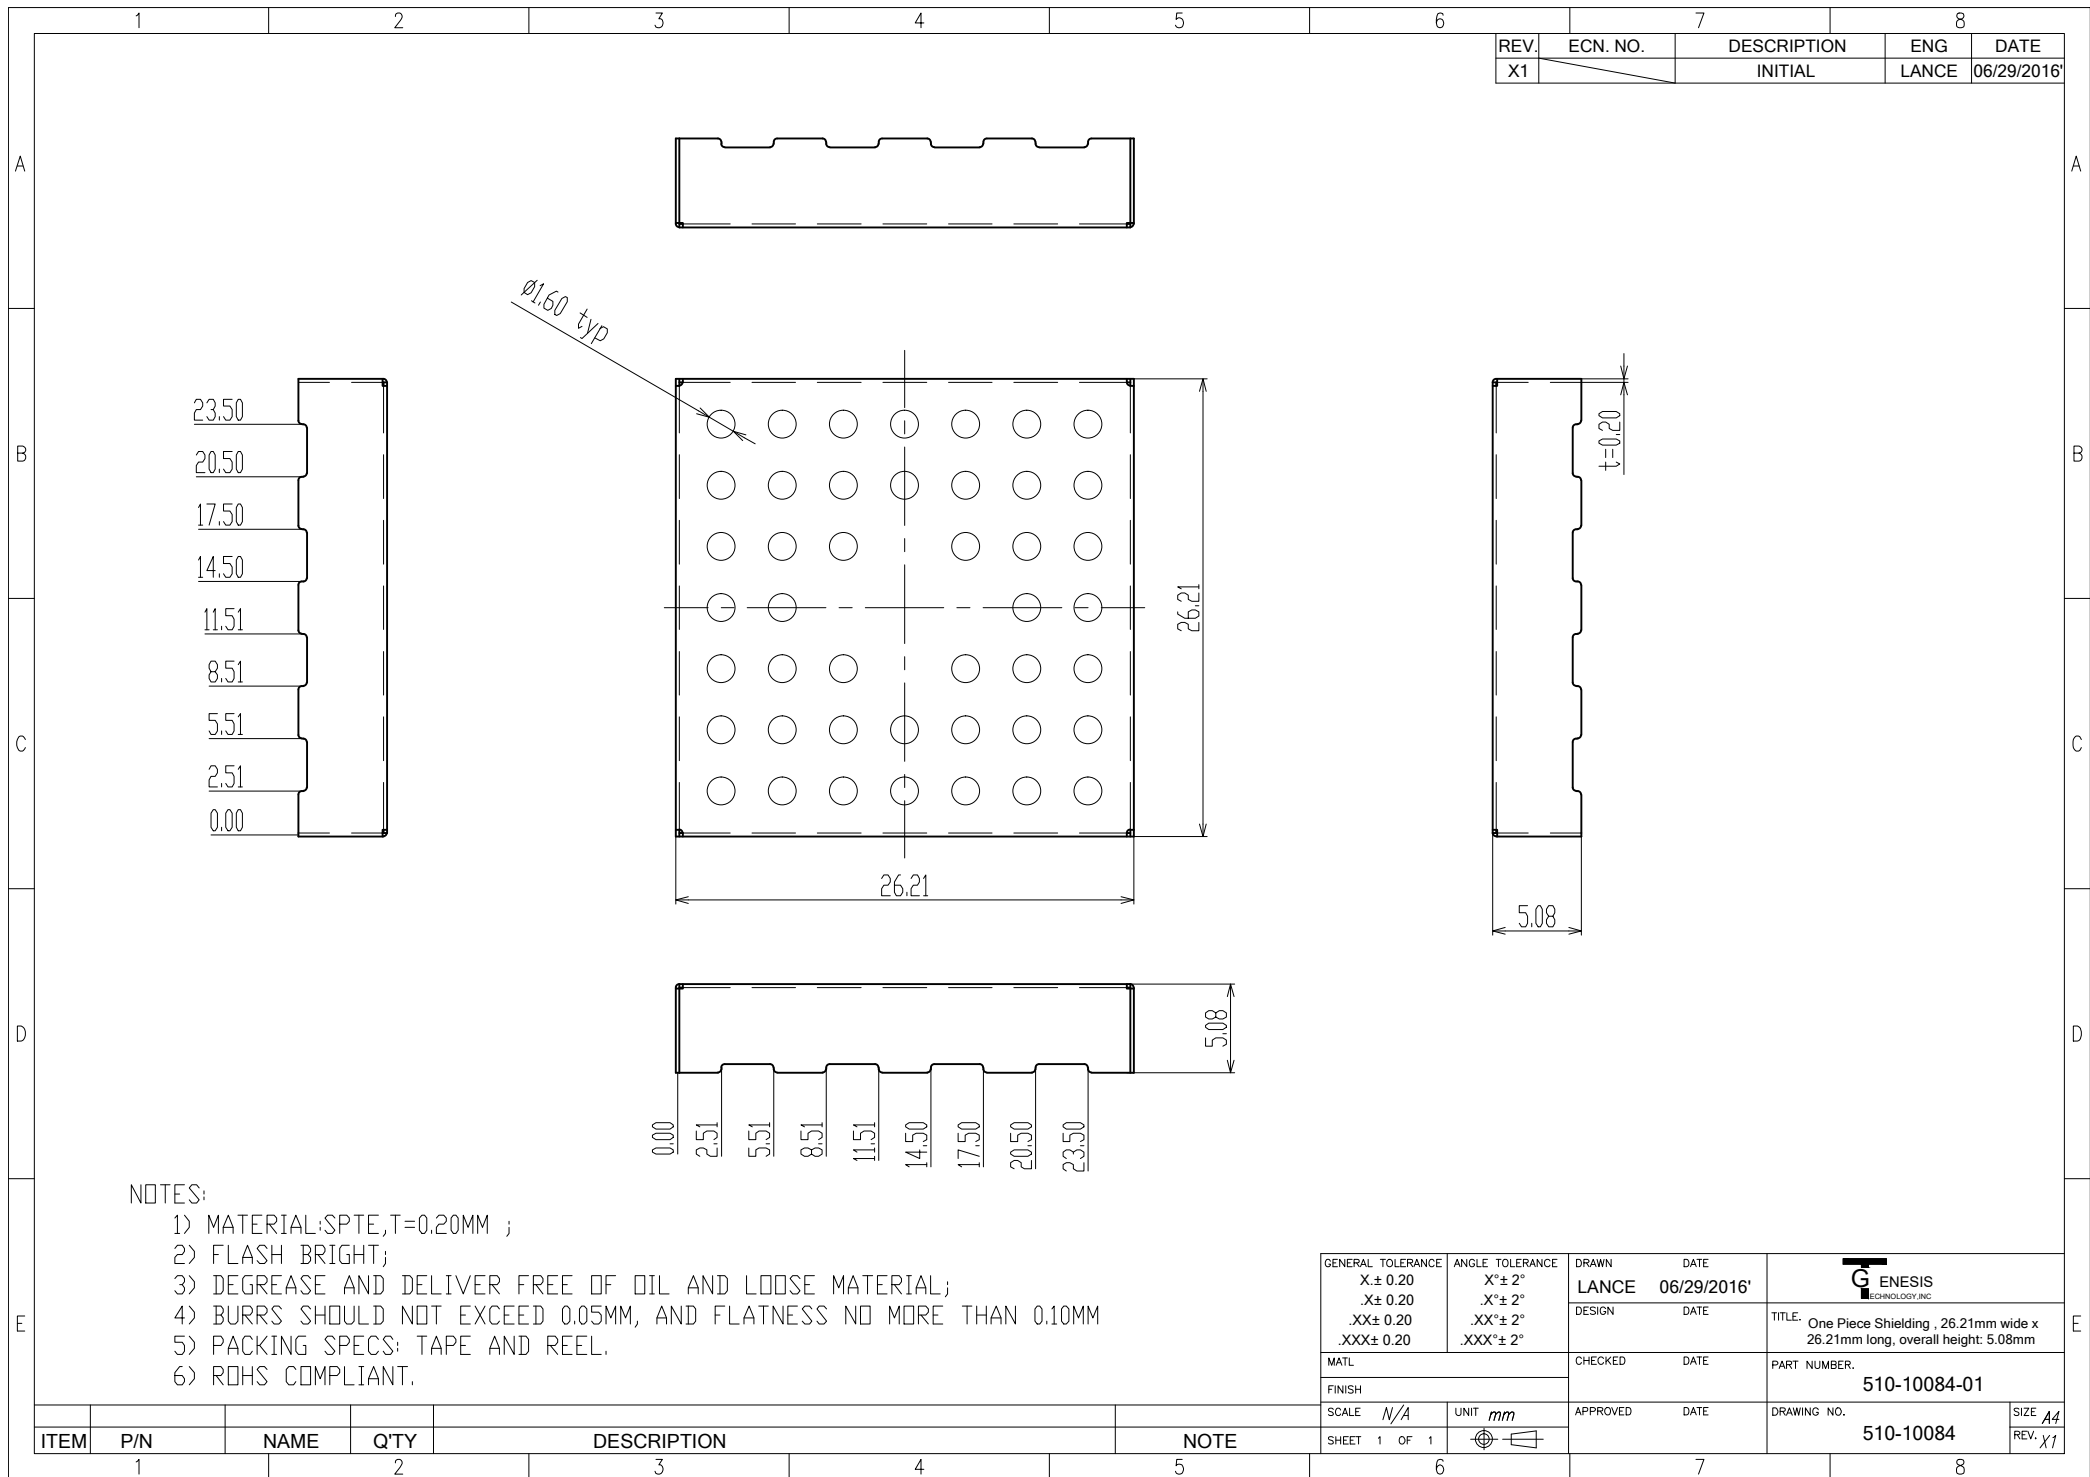 1 2 3 4 5 6 7 8
REV. ECN. NO. DESCRIPTION ENG DATE
X1 INITIAL LANCE 06/29/2016'
A A
B B
C C
D D
E E
Ø1.60 typ
23.50
20.50
17.50
14.50
11.51
8.51
5.51
2.51
0.00
26.21
26.21
t=0.20
5.08
5.08
0.00 2.51 5.51 8.51 11.51 14.50 17.50 20.50 23.50
NOTES:
1) MATERIAL:SPTE,T=0.20MM ;
2) FLASH BRIGHT;
3) DEGREASE AND DELIVER FREE OF OIL AND LOOSE MATERIAL;
4) BURRS SHOULD NOT EXCEED 0.05MM, AND FLATNESS NO MORE THAN 0.10MM
5) PACKING SPECS: TAPE AND REEL.
6) ROHS COMPLIANT.
ITEM P/N NAME Q'TY DESCRIPTION NOTE
GENERAL TOLERANCE
X.± 0.20
.X± 0.20
.XX± 0.20
.XXX± 0.20
ANGLE TOLERANCE
X°± 2°
.X°± 2°
.XX°± 2°
.XXX°± 2°
MATL
FINISH
SCALE N/A
UNIT mm
SHEET 1 OF 1
DRAWN DATE
LANCE 06/29/2016'
DESIGN DATE
CHECKED DATE
APPROVED DATE
GENESIS
TECHNOLOGY,INC
TITLE. One Piece Shielding , 26.21mm wide x
26.21mm long, overall height: 5.08mm
PART NUMBER.
510-10084-01
DRAWING NO.
510-10084
SIZE A4
REV. X1
1 2 3 4 5 6 7 8